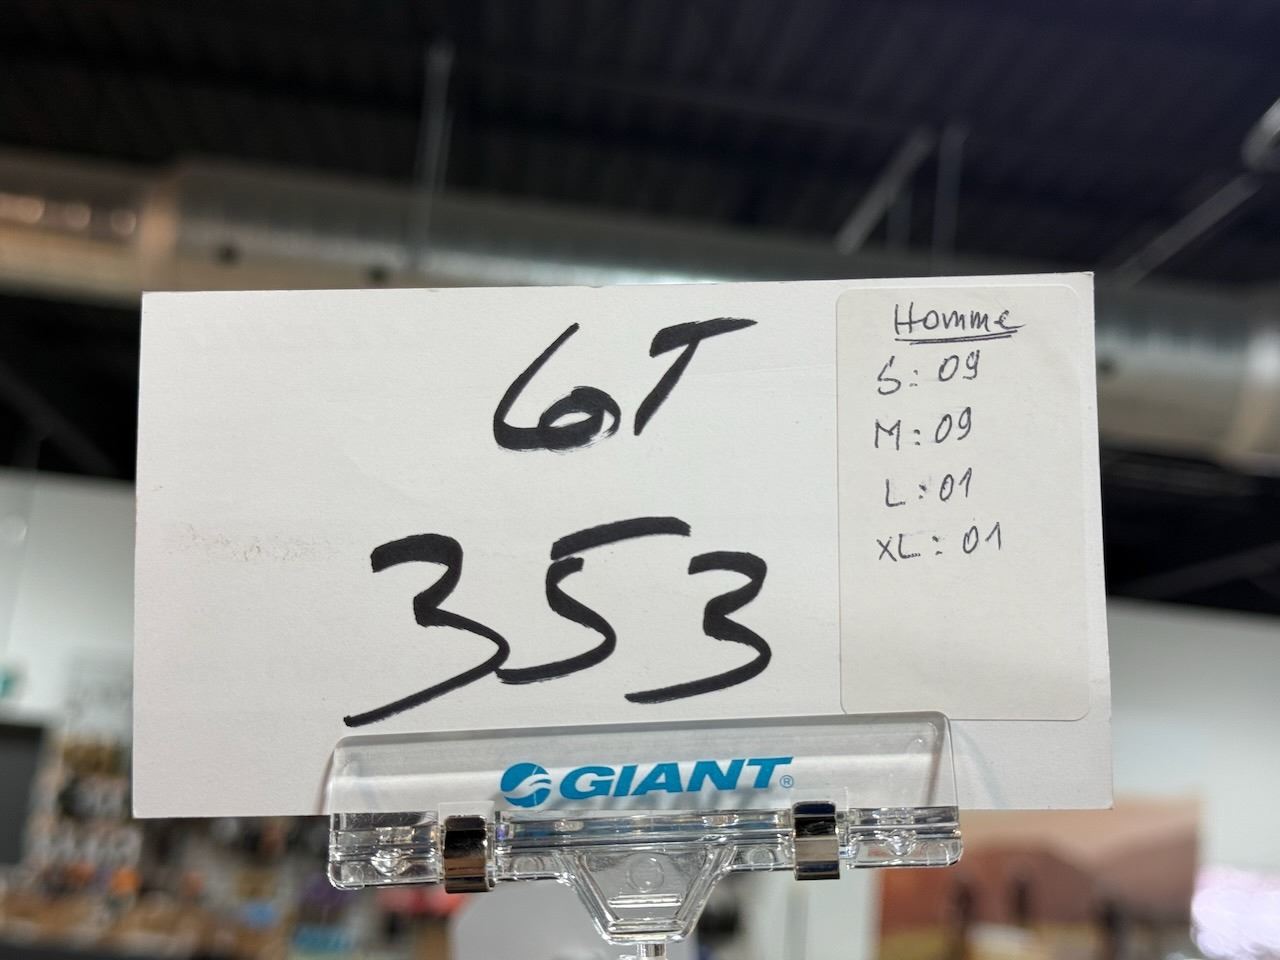 LoT
353
Homme
S: 09
M: 09
L: 01
XL: 01
GIANT®